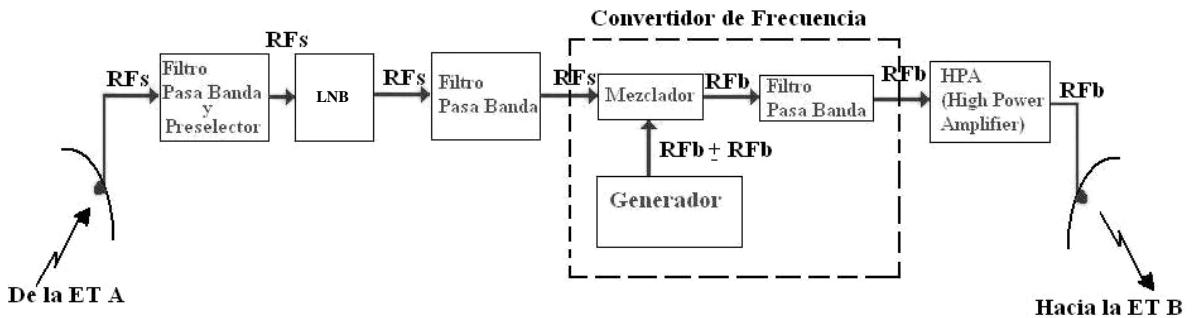 Convertidor de Frecuencia
RFs
RFs
Filtro
Pasa Banda
y
Preselector
LNB
RFs
Filtro
Pasa Banda
RFs
Mezclador
RFb
Filtro
Pasa Banda
RFb
HPA
(High Power
Amplifier)
RFb
RFb ± RFb
Generador
De la ET A
Hacia la ET B